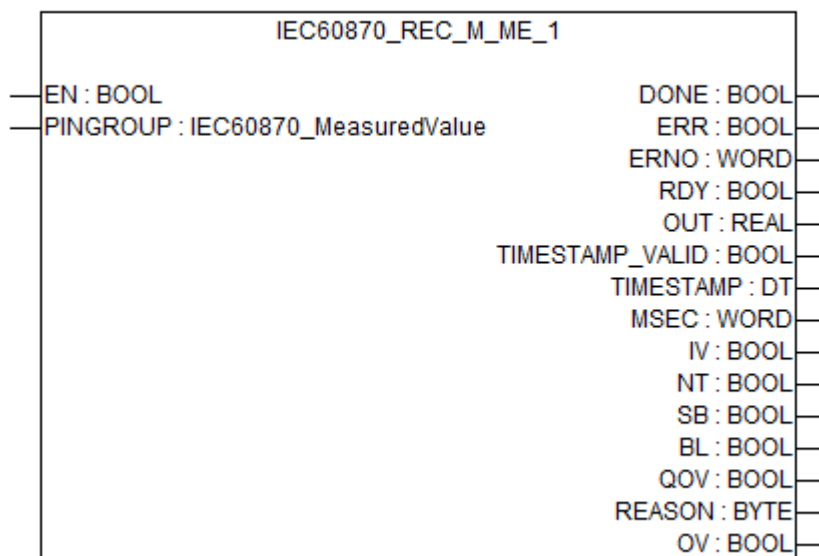 IEC60870_REC_M_ME_1
EN : BOOL DONE : BOOL
PINGROUP : IEC60870_MeasuredValue ERR : BOOL
ERNO : WORD
RDY : BOOL
OUT : REAL
TIMESTAMP_VALID : BOOL
TIMESTAMP : DT
MSEC : WORD
IV : BOOL
NT : BOOL
SB : BOOL
BL : BOOL
QOV : BOOL
REASON : BYTE
OV : BOOL